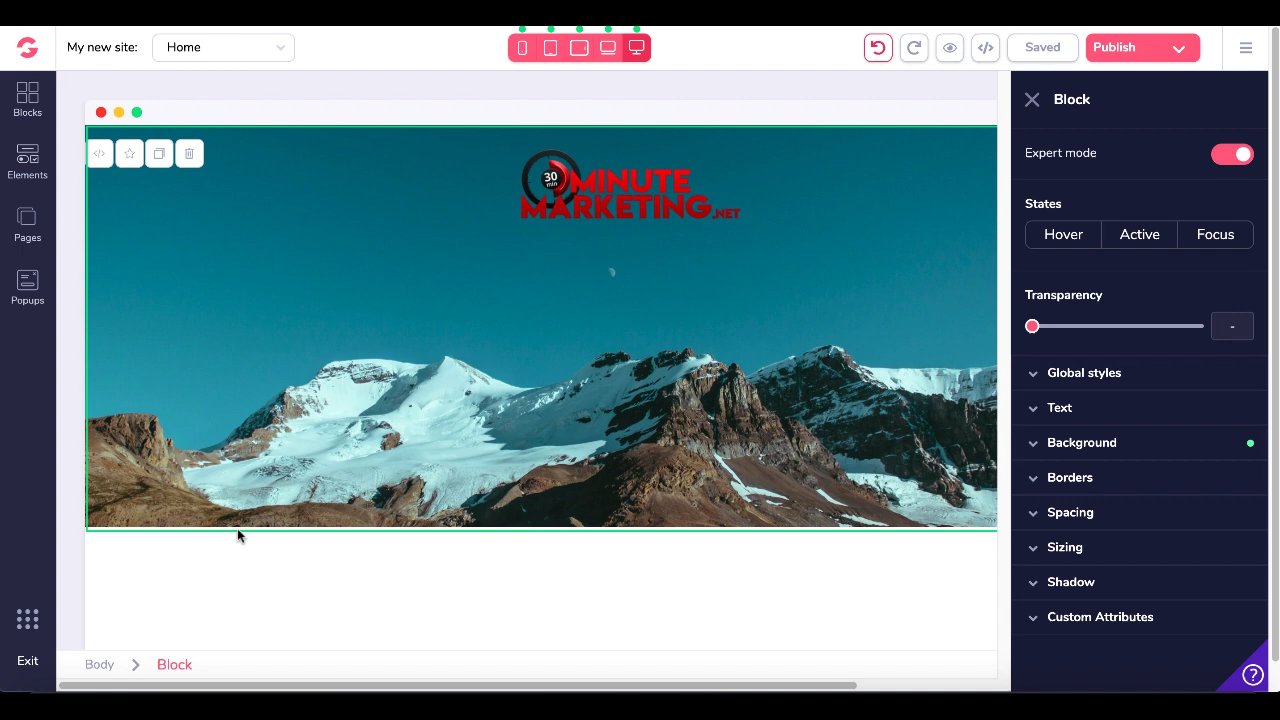 My new site:
Home
Saved
Publish
Blocks
Elements
Pages
Popups
Exit
30
min
MINUTE
MARKETING.NET
Body
Block
Block
Expert mode
States
Hover
Active
Focus
Transparency
-
Global styles
Text
Background
Borders
Spacing
Sizing
Shadow
Custom Attributes